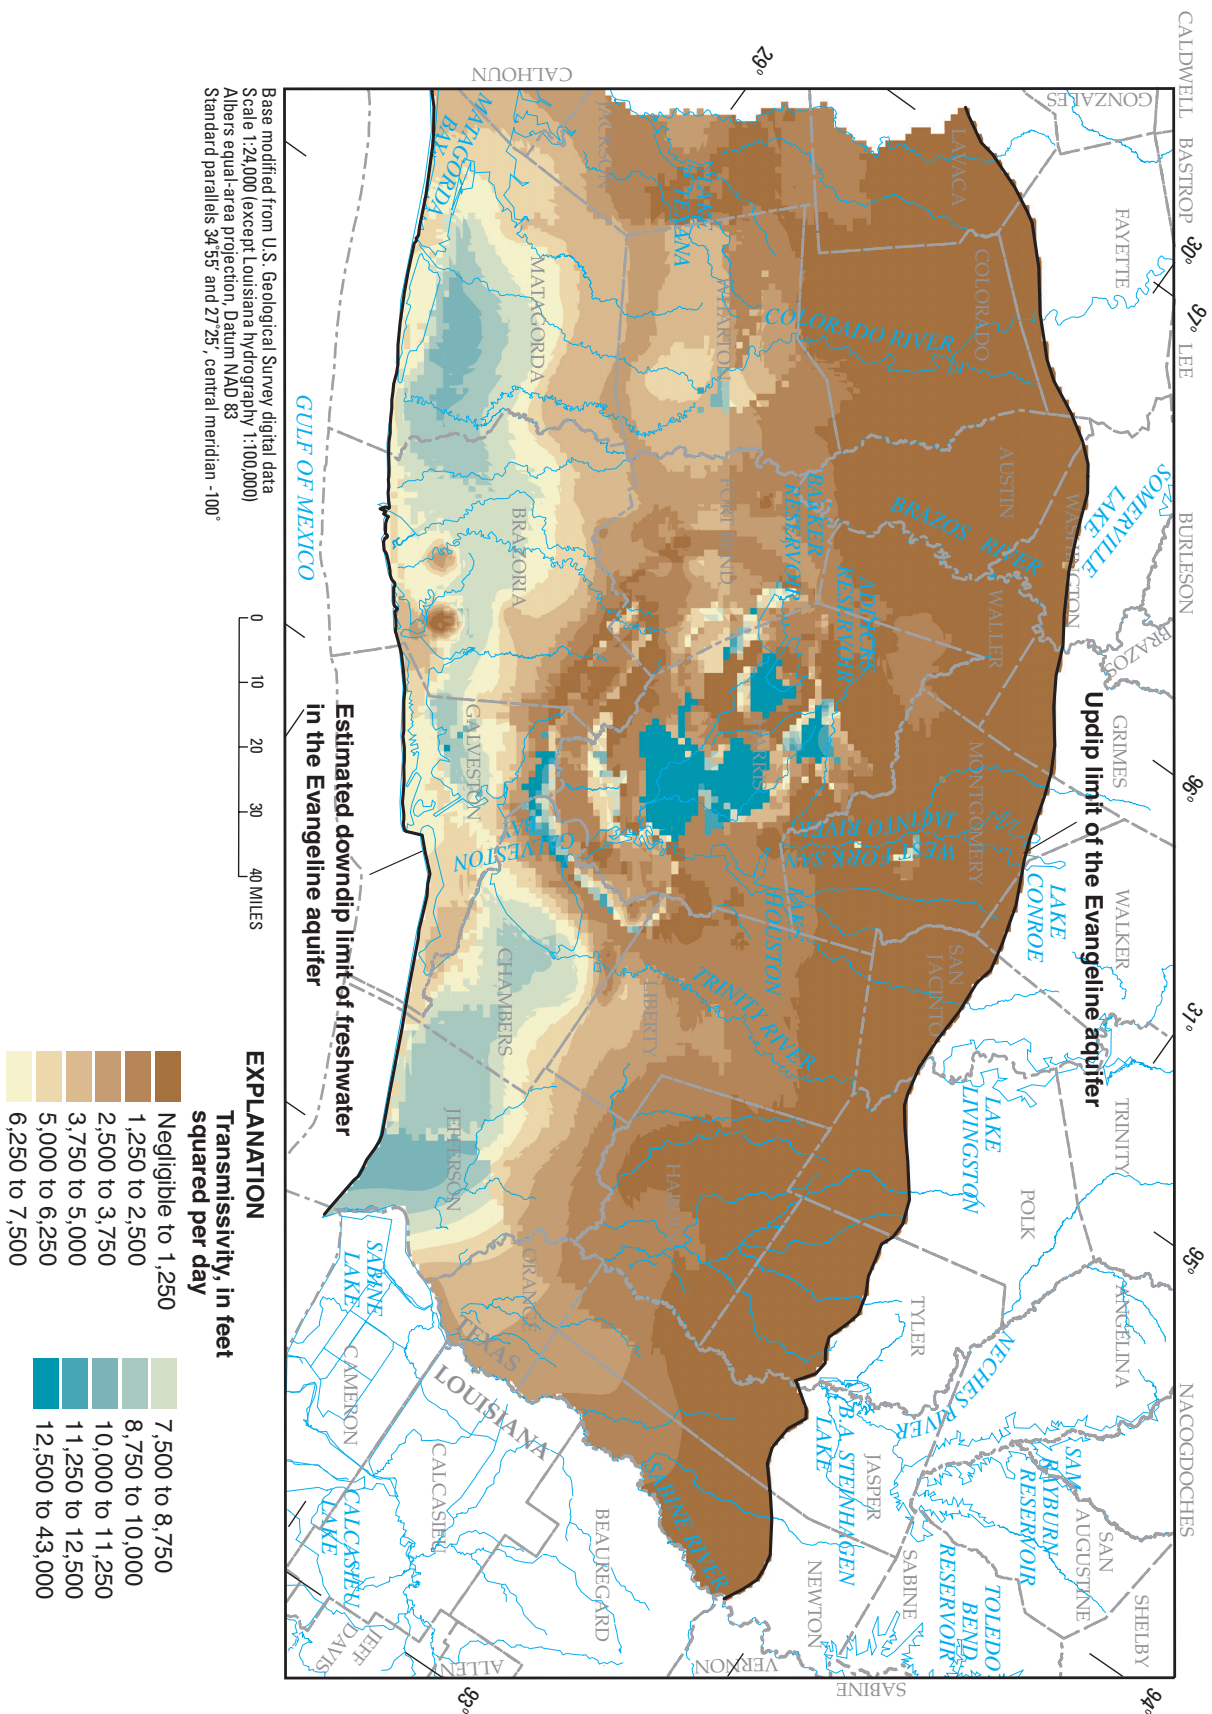 CALDWELL
BASTROP
30°
97°
LEE
BURLESON
GRIMES
96°
WALKER
31°
TRINITY
95°
ANGELINA
NACOGDOCHES
SHELBY
94°
GONZALES
FAYETTE
SOMERVILLE
LAKE
BRAZOS
WASHINGTON
LAVACA
COLORADO
AUSTIN
WALLER
MONTGOMERY
LAKE
CONROE
SAN
JACINTO
LAKE
LIVINGSTON
POLK
TYLER
NECHES RIVER
SAM
RAYBURN
RESERVOIR
SAN
AUGUSTINE
SABINE
TOLEDO
BEND
RESERVOIR
JASPER
B.A. STEINHAGEN
LAKE
NEWTON
SABINE
VERNON
Updip limit of the Evangeline aquifer
29°
CALHOUN
JACKSON
LAKE
TEXANA
WHARTON
COLORADO RIVER
BRAZOS RIVER
BARKER
RESERVOIR
ADDICKS
RESERVOIR
FORT BEND
HARRIS
WEST FORK SAN
JACINTO RIVER
LAKE
HOUSTON
TRINITY RIVER
LIBERTY
HARDIN
SABINE RIVER
BEAUREGARD
MATAGORDA
BAY
MATAGORDA
BRAZORIA
GALVESTON
GALVESTON
BAY
CHAMBERS
JEFFERSON
ORANGE
TEXAS
LOUISIANA
SABINE
LAKE
CAMERON
CALCASIEU
CALCASIEU
LAKE
JEFF
DAVIS
ALLEN
93°
GULF OF MEXICO
Estimated downdip limit of freshwater
in the Evangeline aquifer
Base modified from U.S. Geological Survey digital data
Scale 1:24,000 (except Louisiana hydrography 1:100,000)
Albers equal-area projection, Datum NAD 83
Standard parallels 34°55' and 27°25', central meridian -100°
0 10 20 30 40 MILES
EXPLANATION
Transmissivity, in feet
squared per day
Negligible to 1,250
1,250 to 2,500
2,500 to 3,750
3,750 to 5,000
5,000 to 6,250
6,250 to 7,500
7,500 to 8,750
8,750 to 10,000
10,000 to 11,250
11,250 to 12,500
12,500 to 43,000